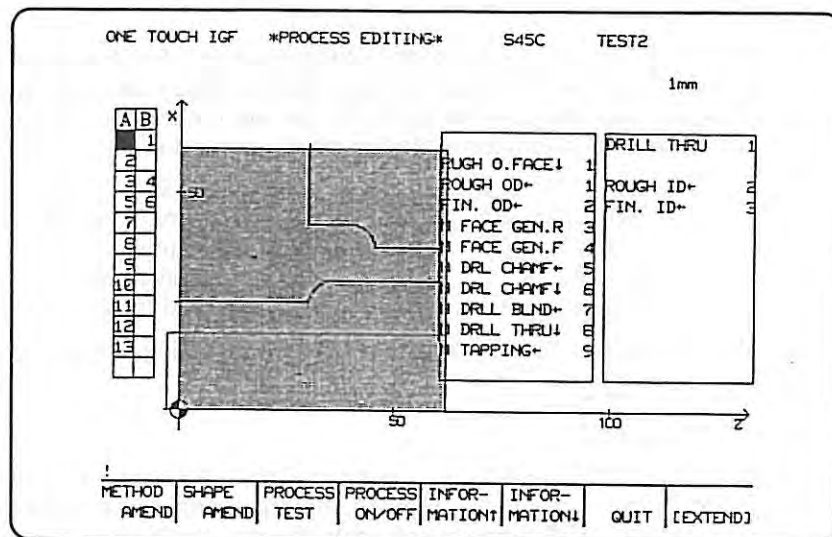 ONE TOUCH IGF *PROCESS EDITING* S45C TEST2
1mm
A B
X
1
2
3 4
5 6
7
8
9
10
11
12
13
50
RUGH O.FACE↓ 1
ROUGH OD← 1
FIN. OD← 2
M FACE GEN.R 3
M FACE GEN.F 4
M DRL CHAMF← 5
M DRL CHAMF↓ 6
M DRLL BLND← 7
M DRLL THRU↓ 8
M TAPPING← 9
DRILL THRU 1
ROUGH ID← 2
FIN. ID← 3
50 100 Z
!
METHOD AMEND
SHAPE AMEND
PROCESS TEST
PROCESS ON/OFF
INFOR-MATION↑
INFOR-MATION↓
QUIT
[EXTEND]